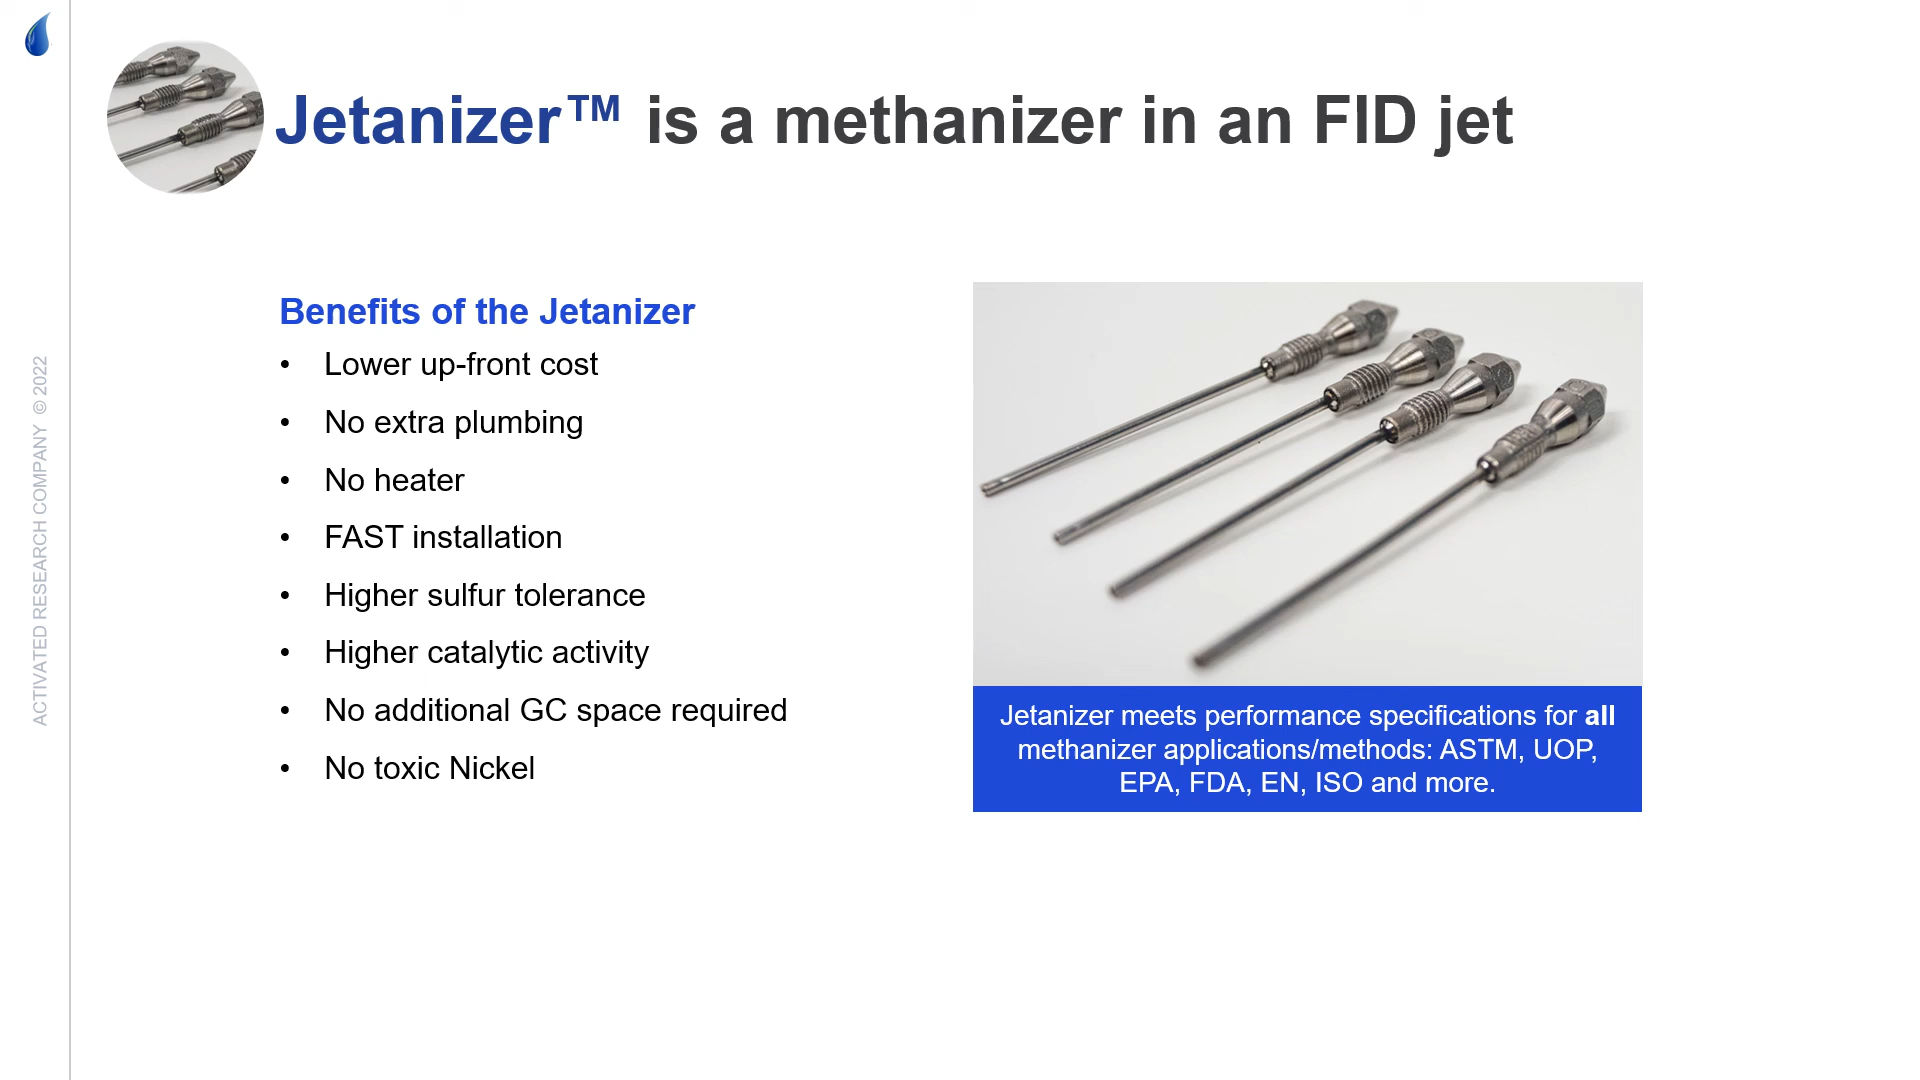 Jetanizer™ is a methanizer in an FID jet
Benefits of the Jetanizer
• Lower up-front cost
• No extra plumbing
• No heater
• FAST installation
• Higher sulfur tolerance
• Higher catalytic activity
• No additional GC space required
• No toxic Nickel
Jetanizer meets performance specifications for all
methanizer applications/methods: ASTM, UOP,
EPA, FDA, EN, ISO and more.
ACTIVATED RESEARCH COMPANY © 2022